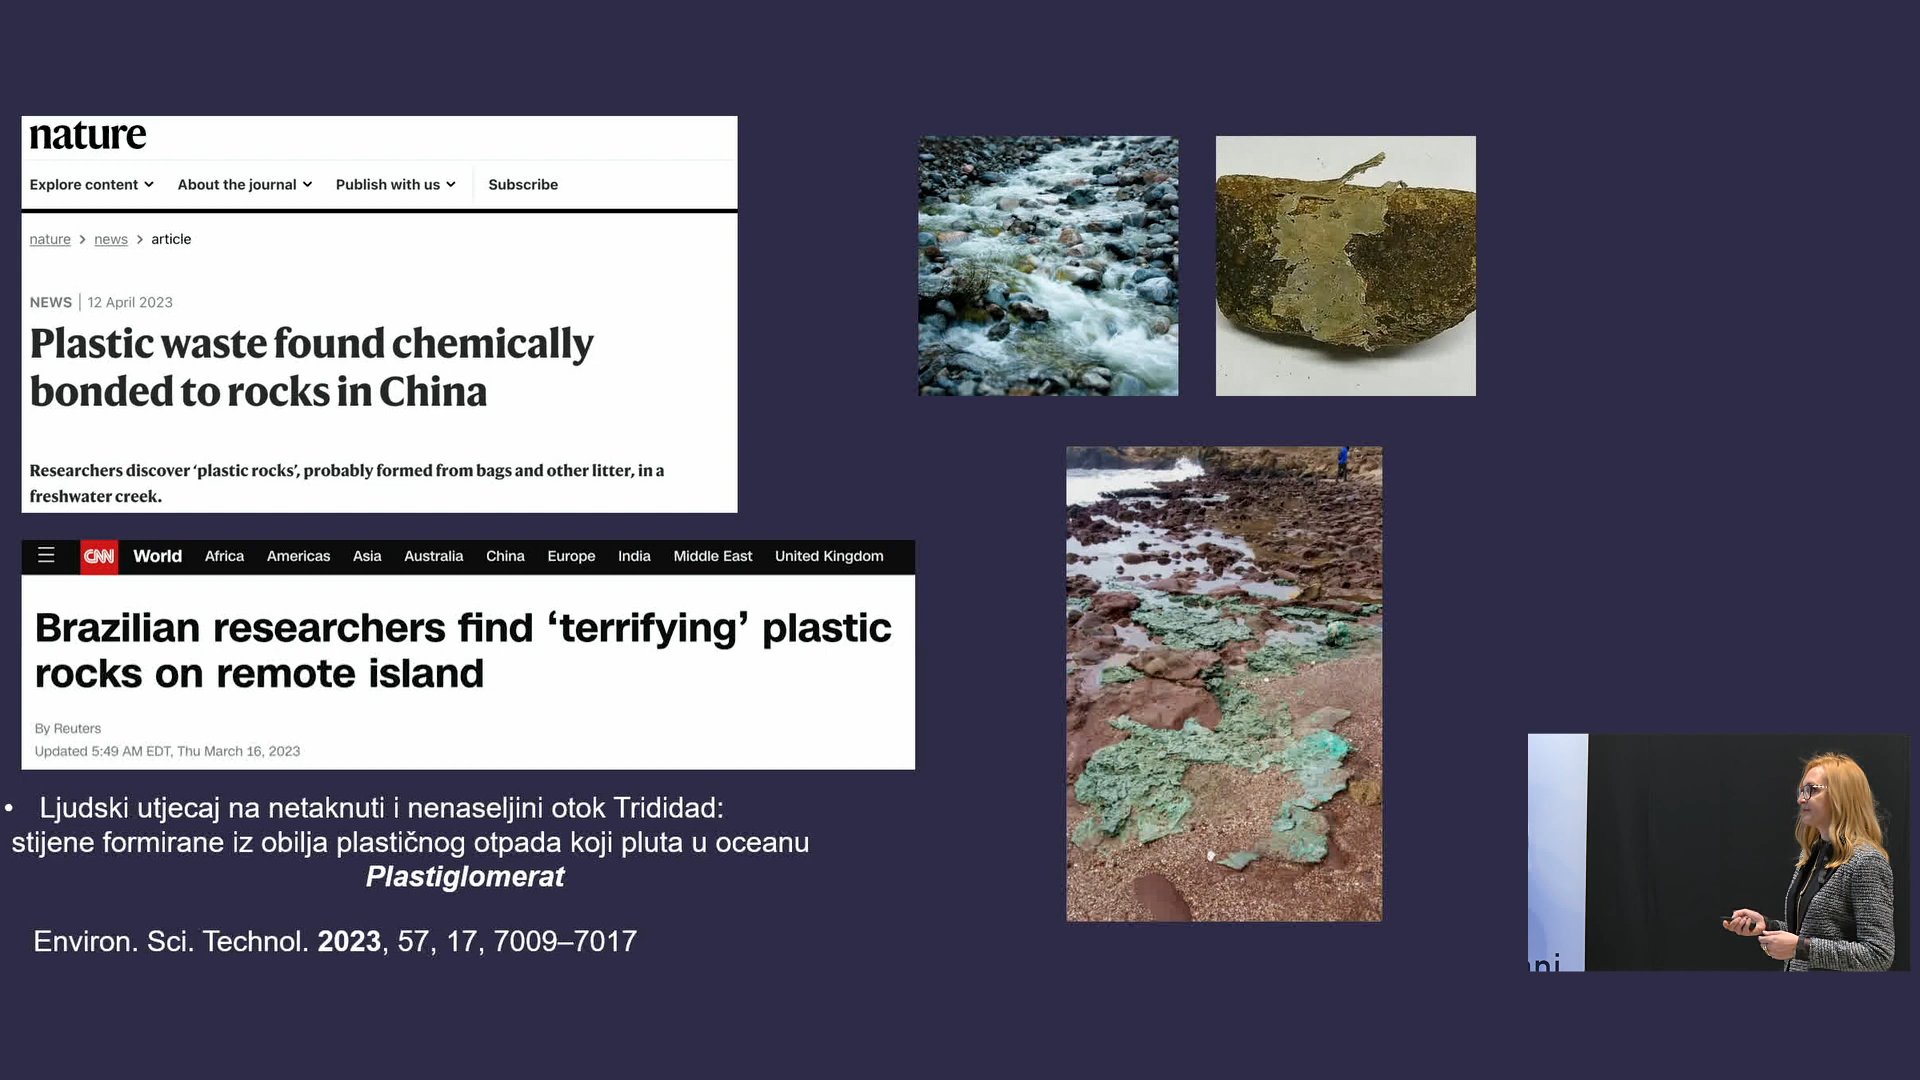 nature
Explore content About the journal Publish with us Subscribe
nature > news > article
NEWS | 12 April 2023
Plastic waste found chemically
bonded to rocks in China
Researchers discover ‘plastic rocks’, probably formed from bags and other litter, in a
freshwater creek.
CNN World Africa Americas Asia Australia China Europe India Middle East United Kingdom
Brazilian researchers find ‘terrifying’ plastic
rocks on remote island
By Reuters
Updated 5:49 AM EDT, Thu March 16, 2023
• Ljudski utjecaj na netaknuti i nenaseljini otok Trididad:
stijene formirane iz obilja plastičnog otpada koji pluta u oceanu
Plastiglomerat
Environ. Sci. Technol. 2023, 57, 17, 7009–7017